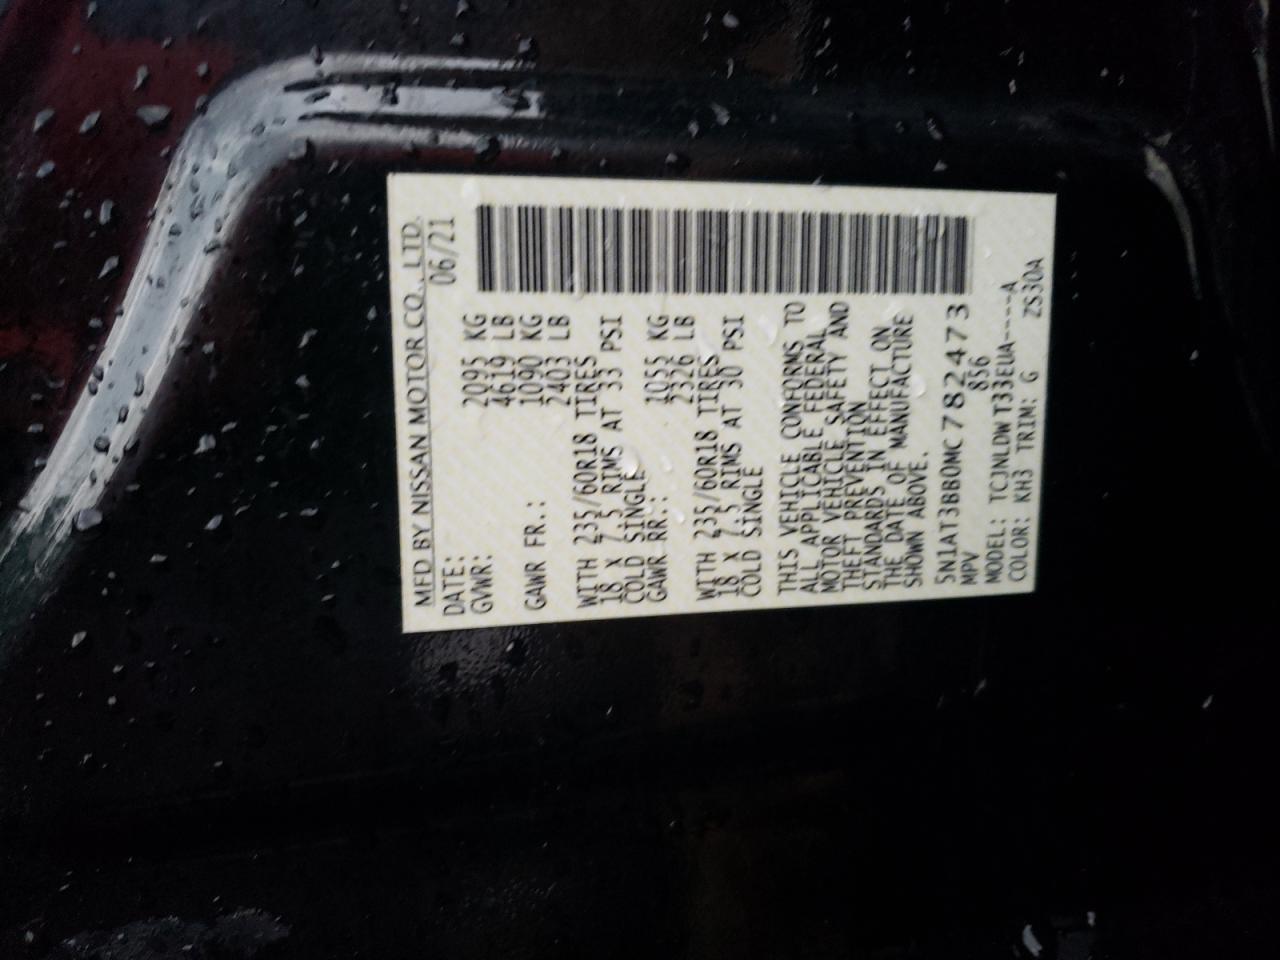 MFD BY NISSAN MOTOR CO., LTD.
DATE: 06/21
GVWR: 2095 KG
4619 LB
GAWR FR.: 1090 KG
2403 LB
WITH 235/60R18 TIRES
18 X 7.5 RIMS AT 33 PSI
COLD SINGLE
GAWR RR.: 1055 KG
2326 LB
WITH 235/60R18 TIRES
18 X 7.5 RIMS AT 30 PSI
COLD SINGLE
THIS VEHICLE CONFORMS TO
ALL APPLICABLE FEDERAL
MOTOR VEHICLE SAFETY AND
THEFT PREVENTION
STANDARDS IN EFFECT ON
THE DATE OF MANUFACTURE
SHOWN ABOVE.
5N1AT3BB0MC782473
MPV 856
MODEL: TCJNLDWT33EUA----A
COLOR: KH3 TRIM: G ZS30A